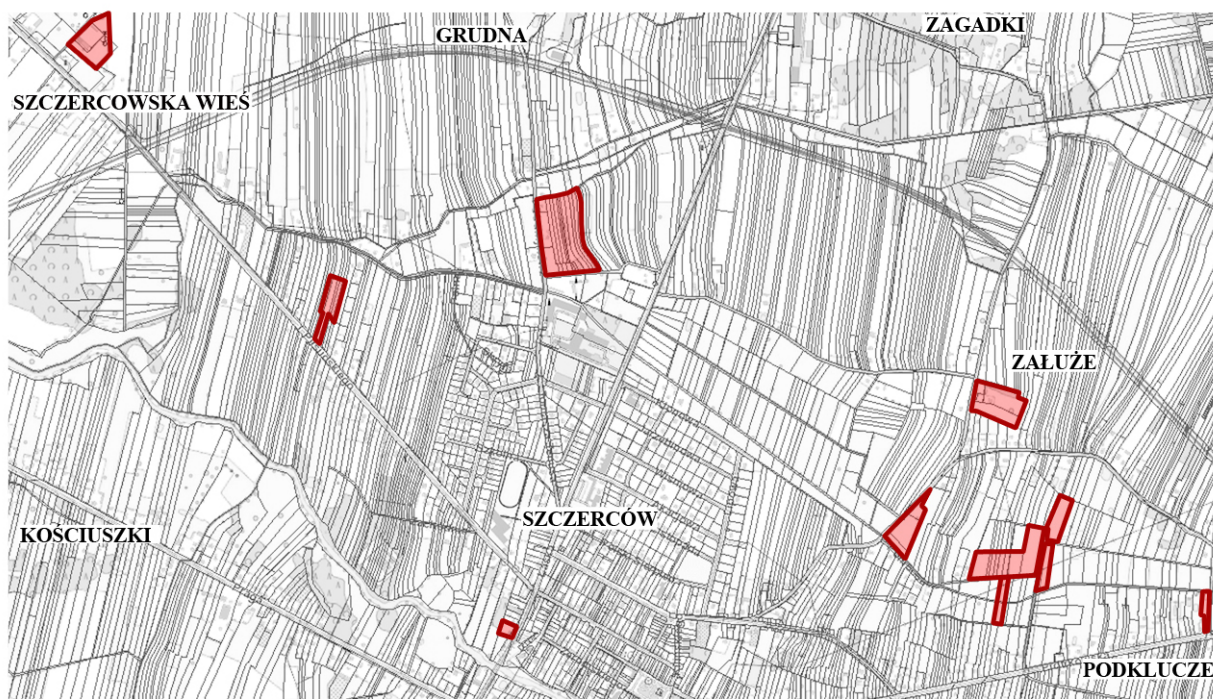 GRUDNA
ZAGADKI
SZCZERCOWSKA WIEŚ
ZAŁUŻE
SZCZERCÓW
KOŚCIUSZKI
PODKLUCZE